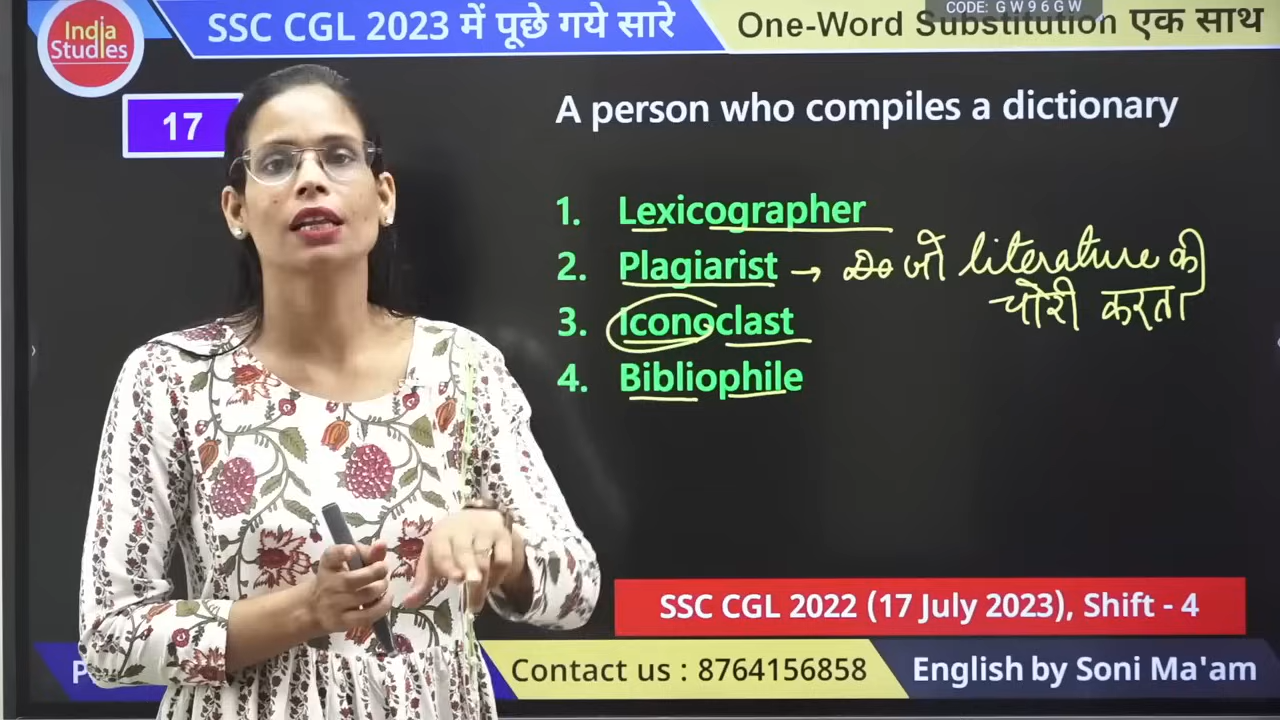 CODE: GW96GW
India
Studies
SSC CGL 2023 में पूछे गये सारे
One-Word Substitution एक साथ
17
A person who compiles a dictionary
1. Lexicographer
2. Plagiarist → जो literature की
चोरी करता
3. Iconoclast
4. Bibliophile
SSC CGL 2022 (17 July 2023), Shift - 4
Contact us : 8764156858
English by Soni Ma'am